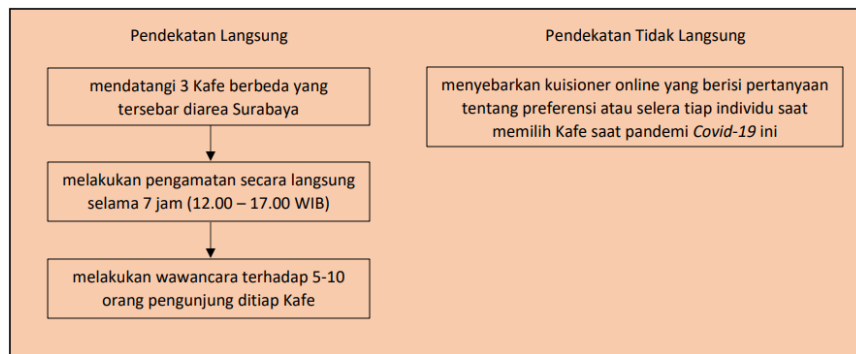 Pendekatan Langsung
mendatangi 3 Kafe berbeda yang
tersebar diarea Surabaya
melakukan pengamatan secara langsung
selama 7 jam (12.00 – 17.00 WIB)
melakukan wawancara terhadap 5-10
orang pengunjung ditiap Kafe
Pendekatan Tidak Langsung
menyebarkan kuisioner online yang berisi pertanyaan
tentang preferensi atau selera tiap individu saat
memilih Kafe saat pandemi Covid-19 ini